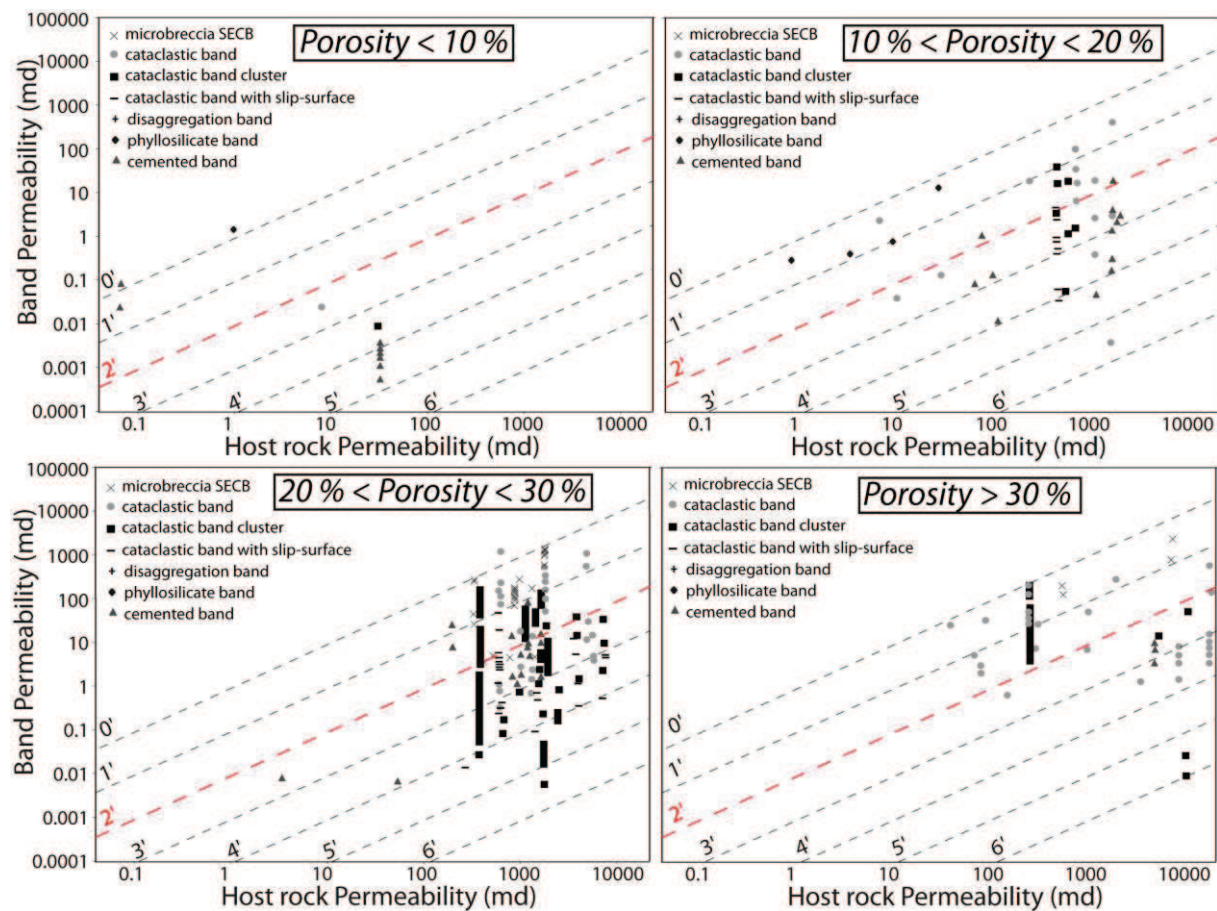 Porosity < 10 %
100000
10000
1000
100
10
1
0.1
0.01
0.001
0.0001
Band Permeability (md)
microbreccia SECB
cataclastic band
cataclastic band cluster
cataclastic band with slip-surface
disaggregation band
phyllosilicate band
cemented band
0'
1'
2'
3'
4'
5'
6'
0.1
1
10
100
1000
10000
Host rock Permeability (md)
10 % < Porosity < 20 %
microbreccia SECB
cataclastic band
cataclastic band cluster
cataclastic band with slip-surface
disaggregation band
phyllosilicate band
cemented band
0'
1'
2'
3'
4'
5'
6'
0.1
1
10
100
1000
10000
Host rock Permeability (md)
20 % < Porosity < 30 %
100000
10000
1000
100
10
1
0.1
0.01
0.001
0.0001
Band Permeability (md)
microbreccia SECB
cataclastic band
cataclastic band cluster
cataclastic band with slip-surface
disaggregation band
phyllosilicate band
cemented band
0'
1'
2'
3'
4'
5'
6'
0.1
1
10
100
1000
10000
Host rock Permeability (md)
Porosity > 30 %
microbreccia SECB
cataclastic band
cataclastic band cluster
cataclastic band with slip-surface
disaggregation band
phyllosilicate band
cemented band
0'
1'
2'
3'
4'
5'
6'
0.1
1
10
100
1000
10000
Host rock Permeability (md)